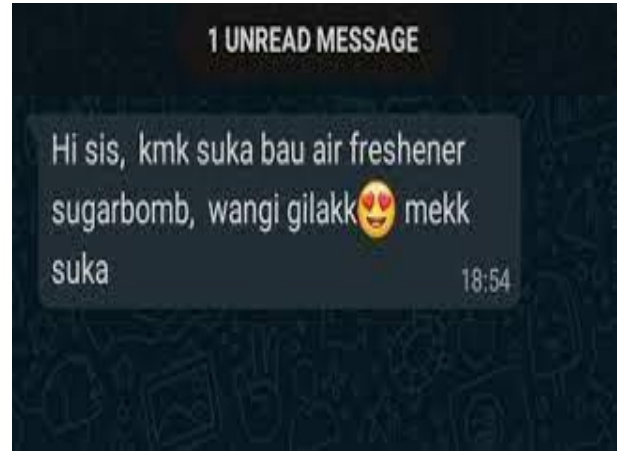 1 UNREAD MESSAGE
Hi sis, kmk suka bau air freshener
sugarbomb, wangi gilakk😍 mekk
suka
18:54